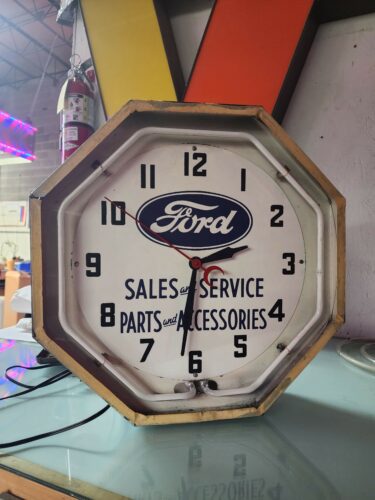 12
11 1
10 Ford 2
9 3
SALES and SERVICE
8 PARTS and ACCESSORIES 4
7 5
6